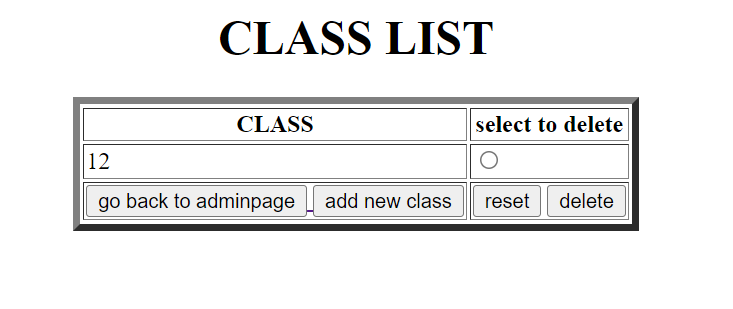 CLASS LIST
CLASS select to delete
12
go back to adminpage add new class reset delete